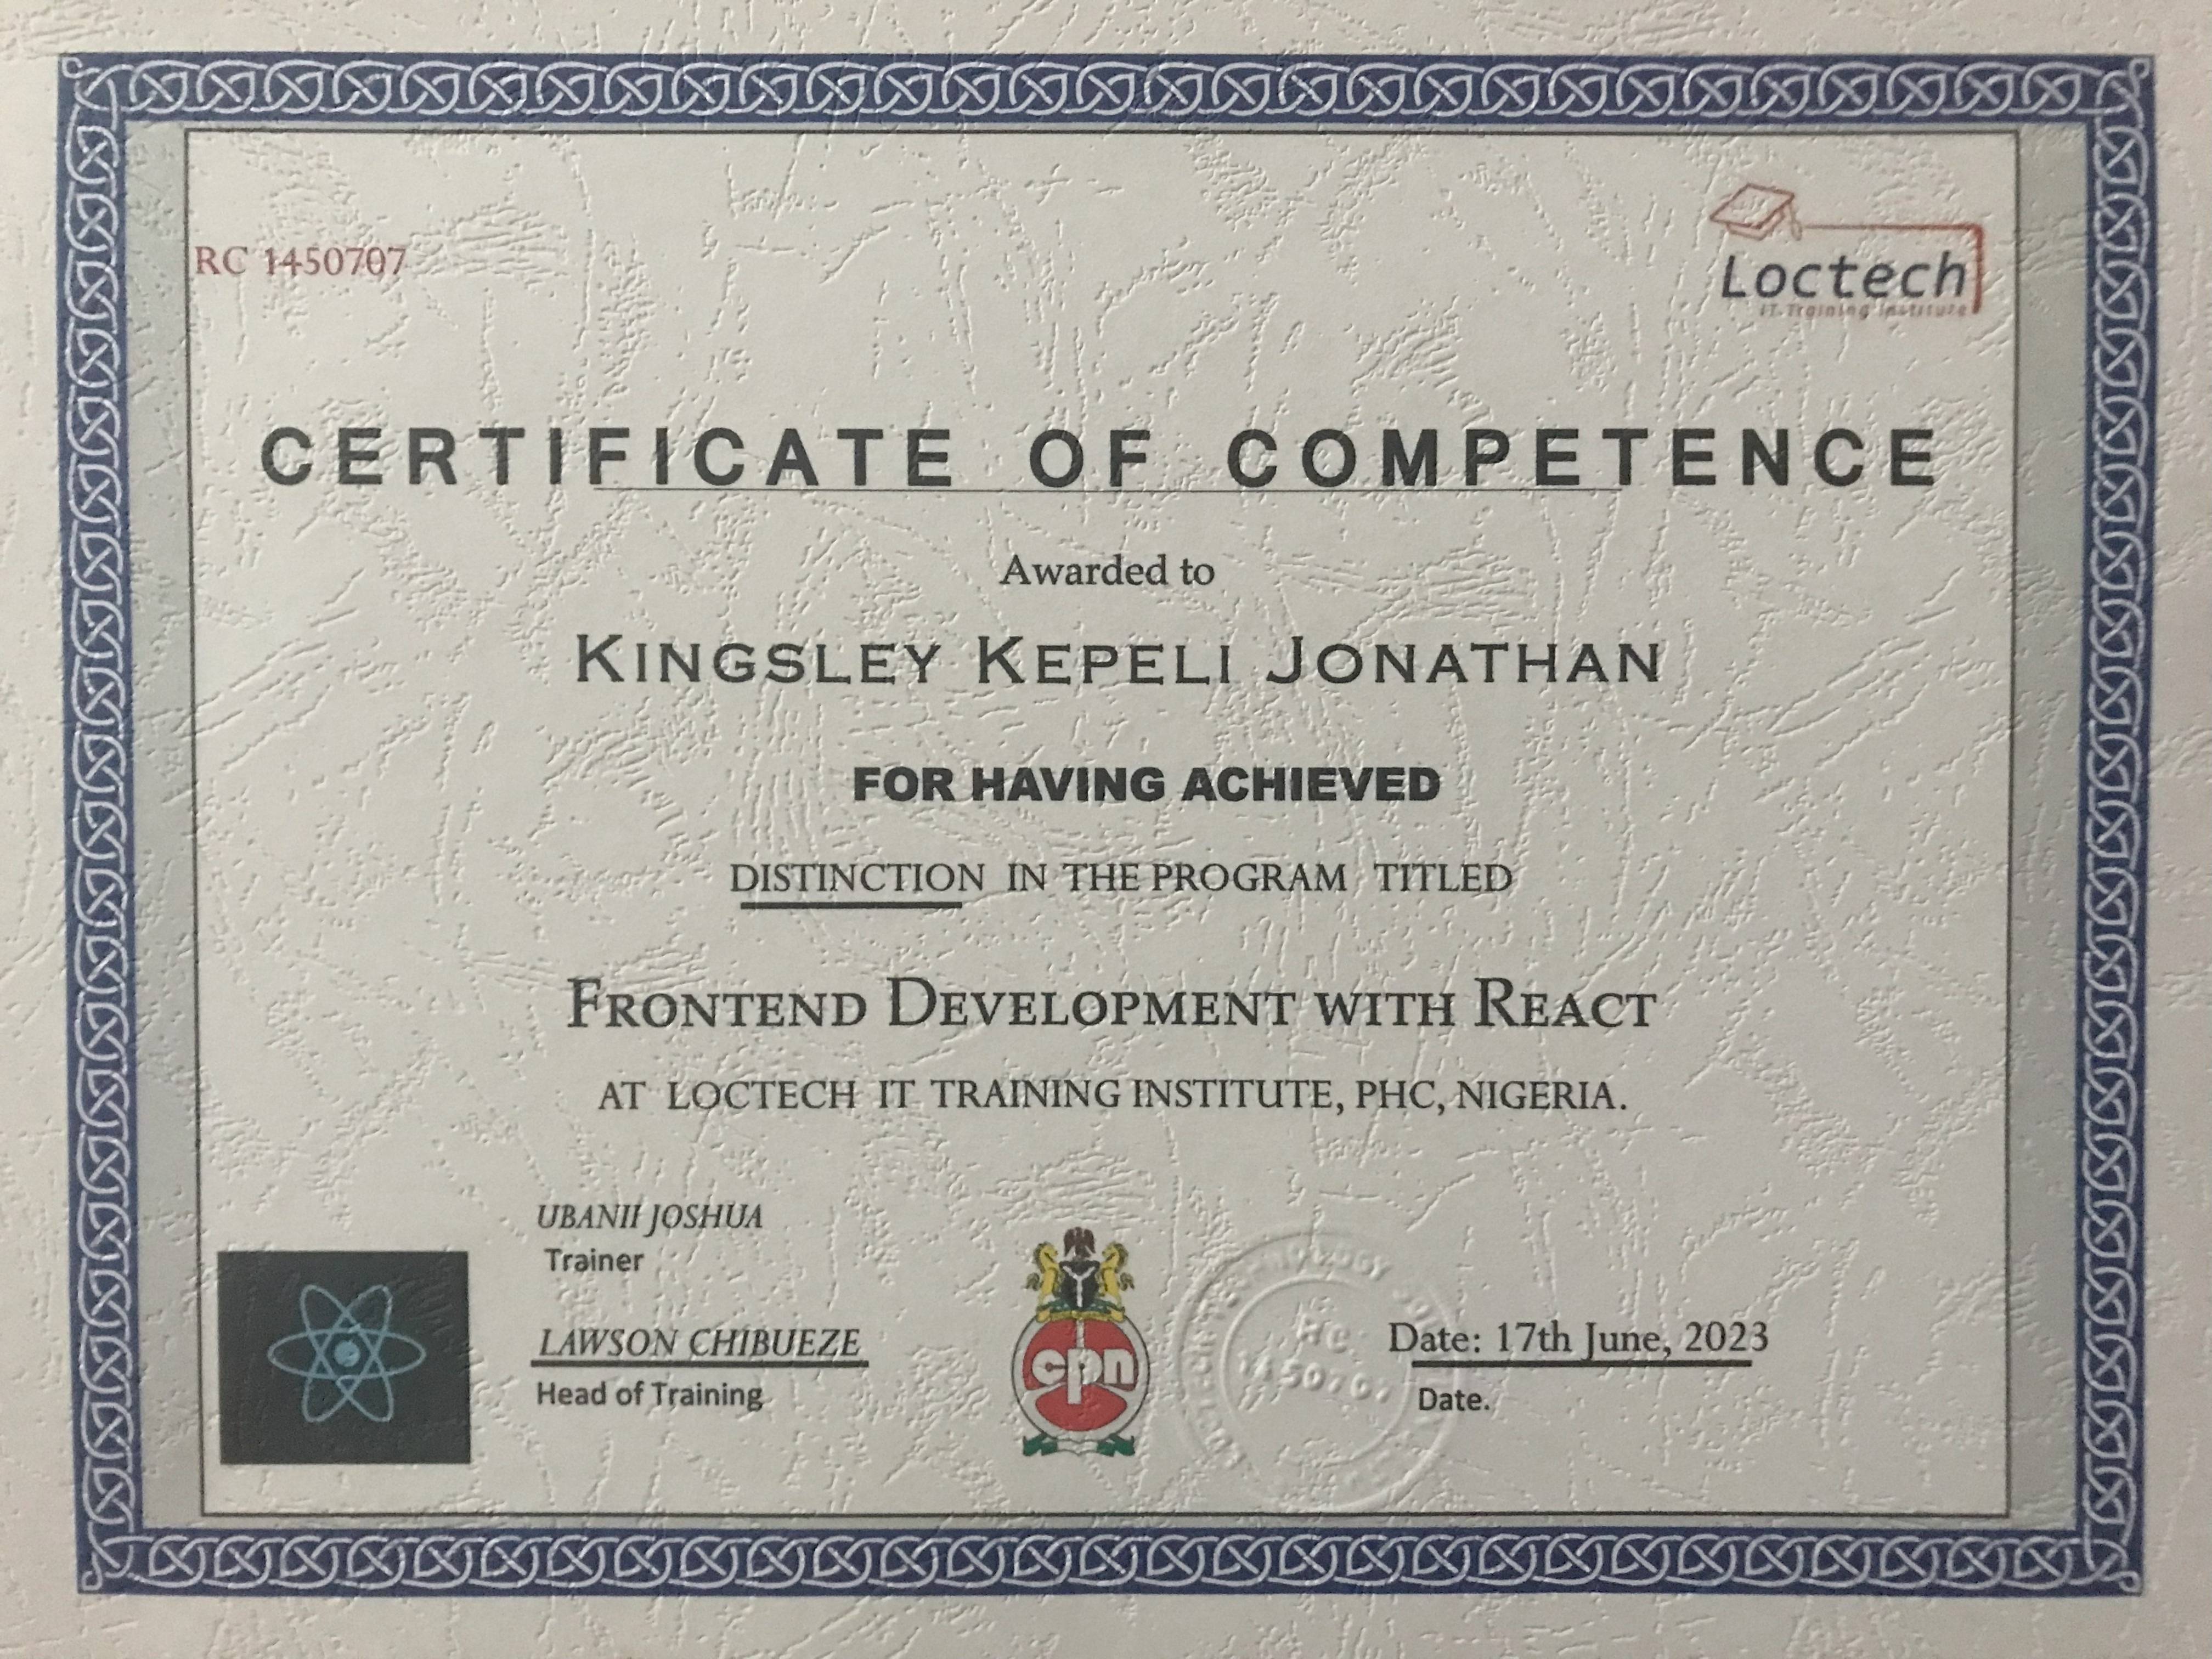 RC 1450707
Loctech
IT Training Institute
CERTIFICATE OF COMPETENCE
Awarded to
KINGSLEY KEPELI JONATHAN
FOR HAVING ACHIEVED
DISTINCTION IN THE PROGRAM TITLED
FRONTEND DEVELOPMENT WITH REACT
AT LOCTECH IT TRAINING INSTITUTE, PHC, NIGERIA.
UBANII JOSHUA
Trainer
LAWSON CHIBUEZE
Head of Training
cpn
Date: 17th June, 2023
Date.